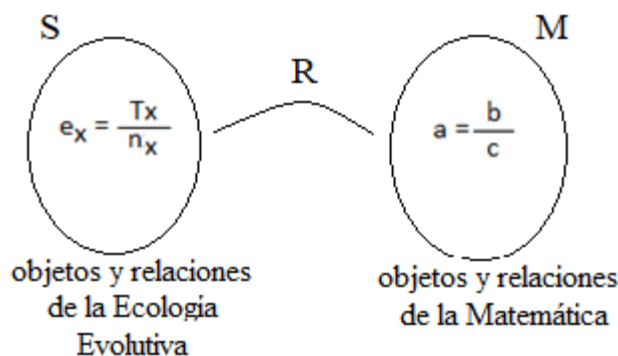 S
M
R
e_x = Tx / n_x
a = b / c
objetos y relaciones
de la Ecología
Evolutiva
objetos y relaciones
de la Matemática